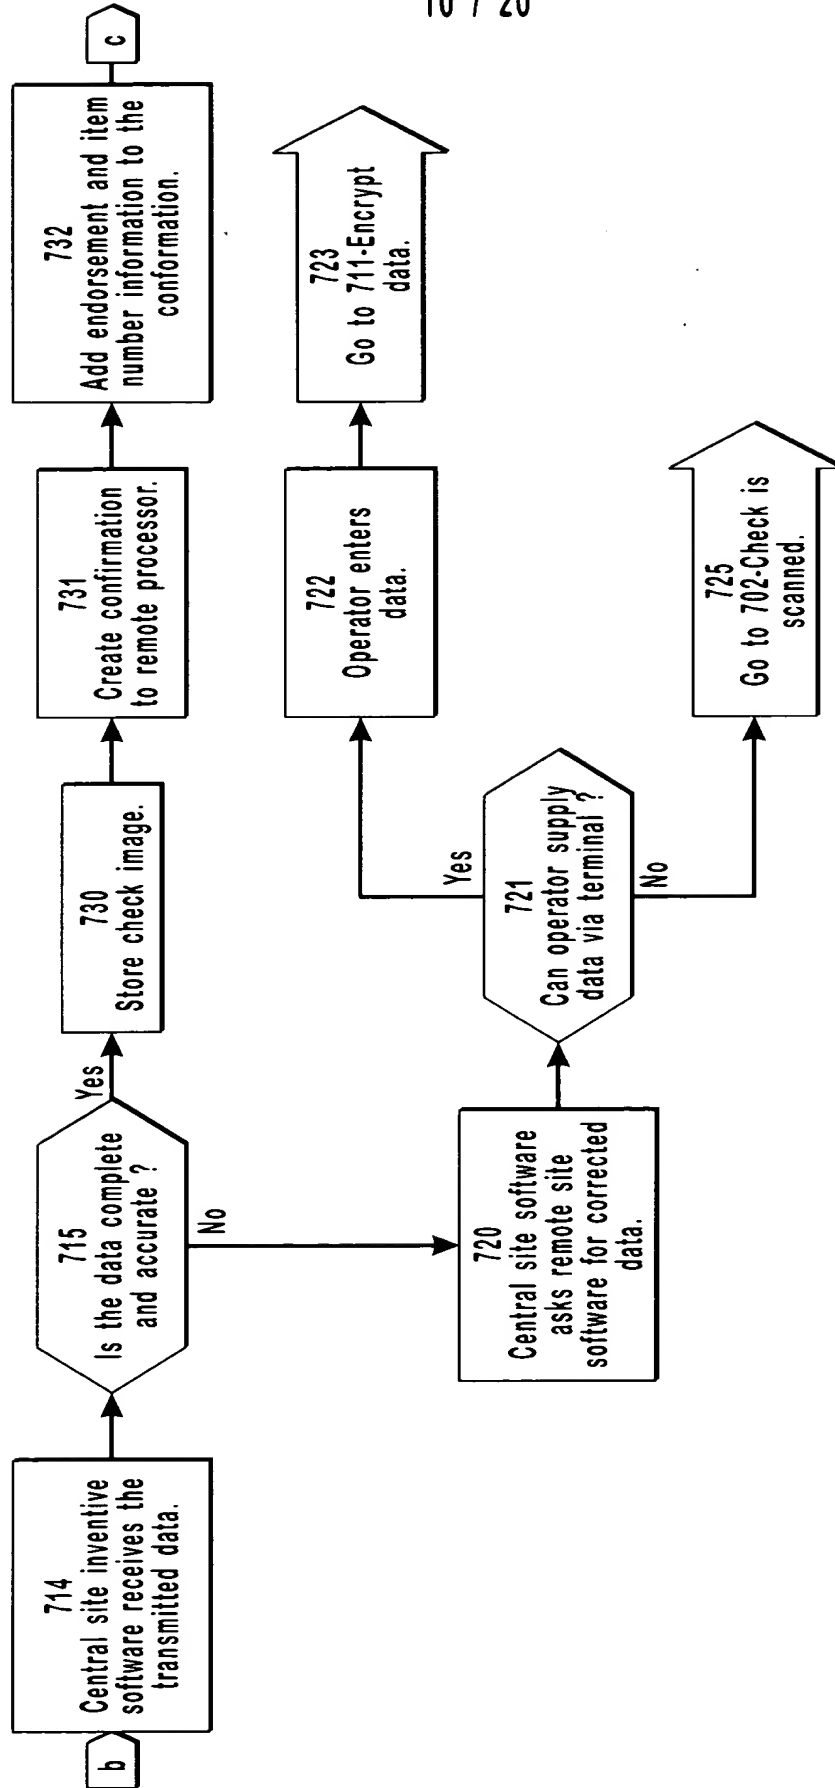 10 / 20
b
714
Central site inventive
software receives the
transmitted data.
715
Is the data complete
and accurate ?
Yes
No
730
Store check image.
731
Create confirmation
to remote processor.
732
Add endorsement and item
number information to the
conformation.
c
720
Central site software
asks remote site
software for corrected
data.
721
Can operator supply
data via terminal ?
Yes
No
722
Operator enters
data.
723
Go to 711-Encrypt
data.
725
Go to 702-Check is
scanned.